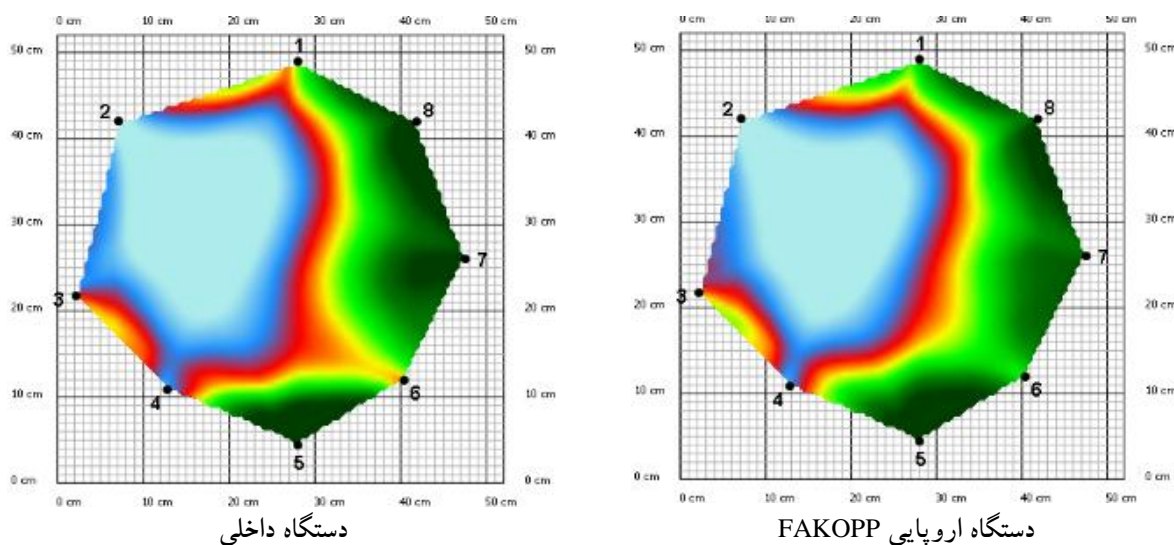 0 cm 10 cm 20 cm 30 cm 40 cm 50 cm
1
50 cm 50 cm
2 8
40 cm 40 cm
30 cm 30 cm
7
3
20 cm 20 cm
4 6
10 cm 10 cm
5
0 cm 0 cm
0 cm 10 cm 20 cm 30 cm 40 cm 50 cm
دستگاه داخلی
0 cm 10 cm 20 cm 30 cm 40 cm 50 cm
1
50 cm 50 cm
2 8
40 cm 40 cm
30 cm 30 cm
7
3
20 cm 20 cm
4 6
10 cm 10 cm
5
0 cm 0 cm
0 cm 10 cm 20 cm 30 cm 40 cm 50 cm
دستگاه اروپایی FAKOPP